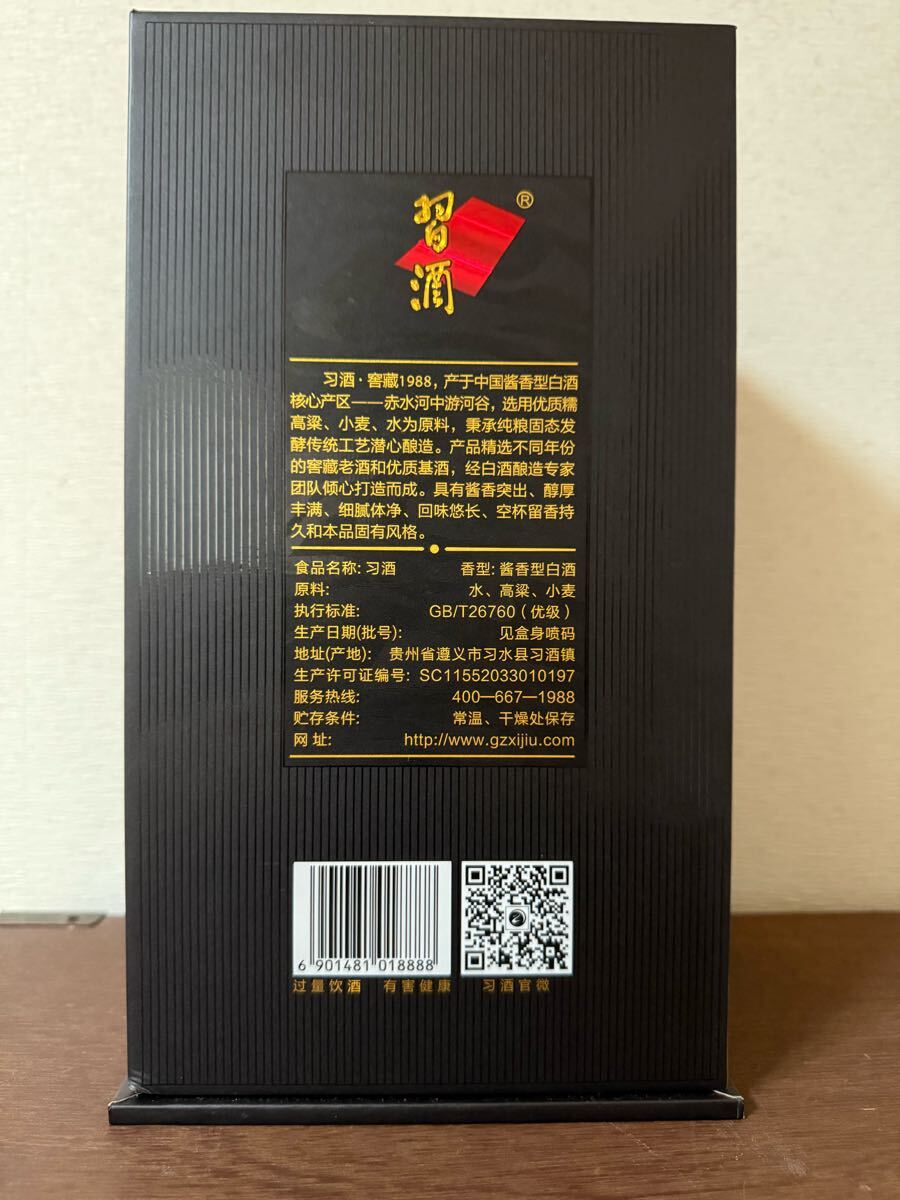 習酒®
习酒·窖藏1988，产于中国酱香型白酒
核心产区——赤水河中游河谷，选用优质糯
高粱、小麦、水为原料，秉承纯粮固态发
酵传统工艺潜心酿造。产品精选不同年份
的窖藏老酒和优质基酒，经白酒酿造专家
团队倾心打造而成。具有酱香突出、醇厚
丰满、细腻体净、回味悠长、空杯留香持
久和本品固有风格。
食品名称: 习酒 香型: 酱香型白酒
原料: 水、高粱、小麦
执行标准: GB/T26760（优级）
生产日期(批号): 见盒身喷码
地址(产地): 贵州省遵义市习水县习酒镇
生产许可证编号: SC11552033010197
服务热线: 400—667—1988
贮存条件: 常温、干燥处保存
网址: http://www.gzxijiu.com
6 901481 018888
过量饮酒 有害健康 习酒官微